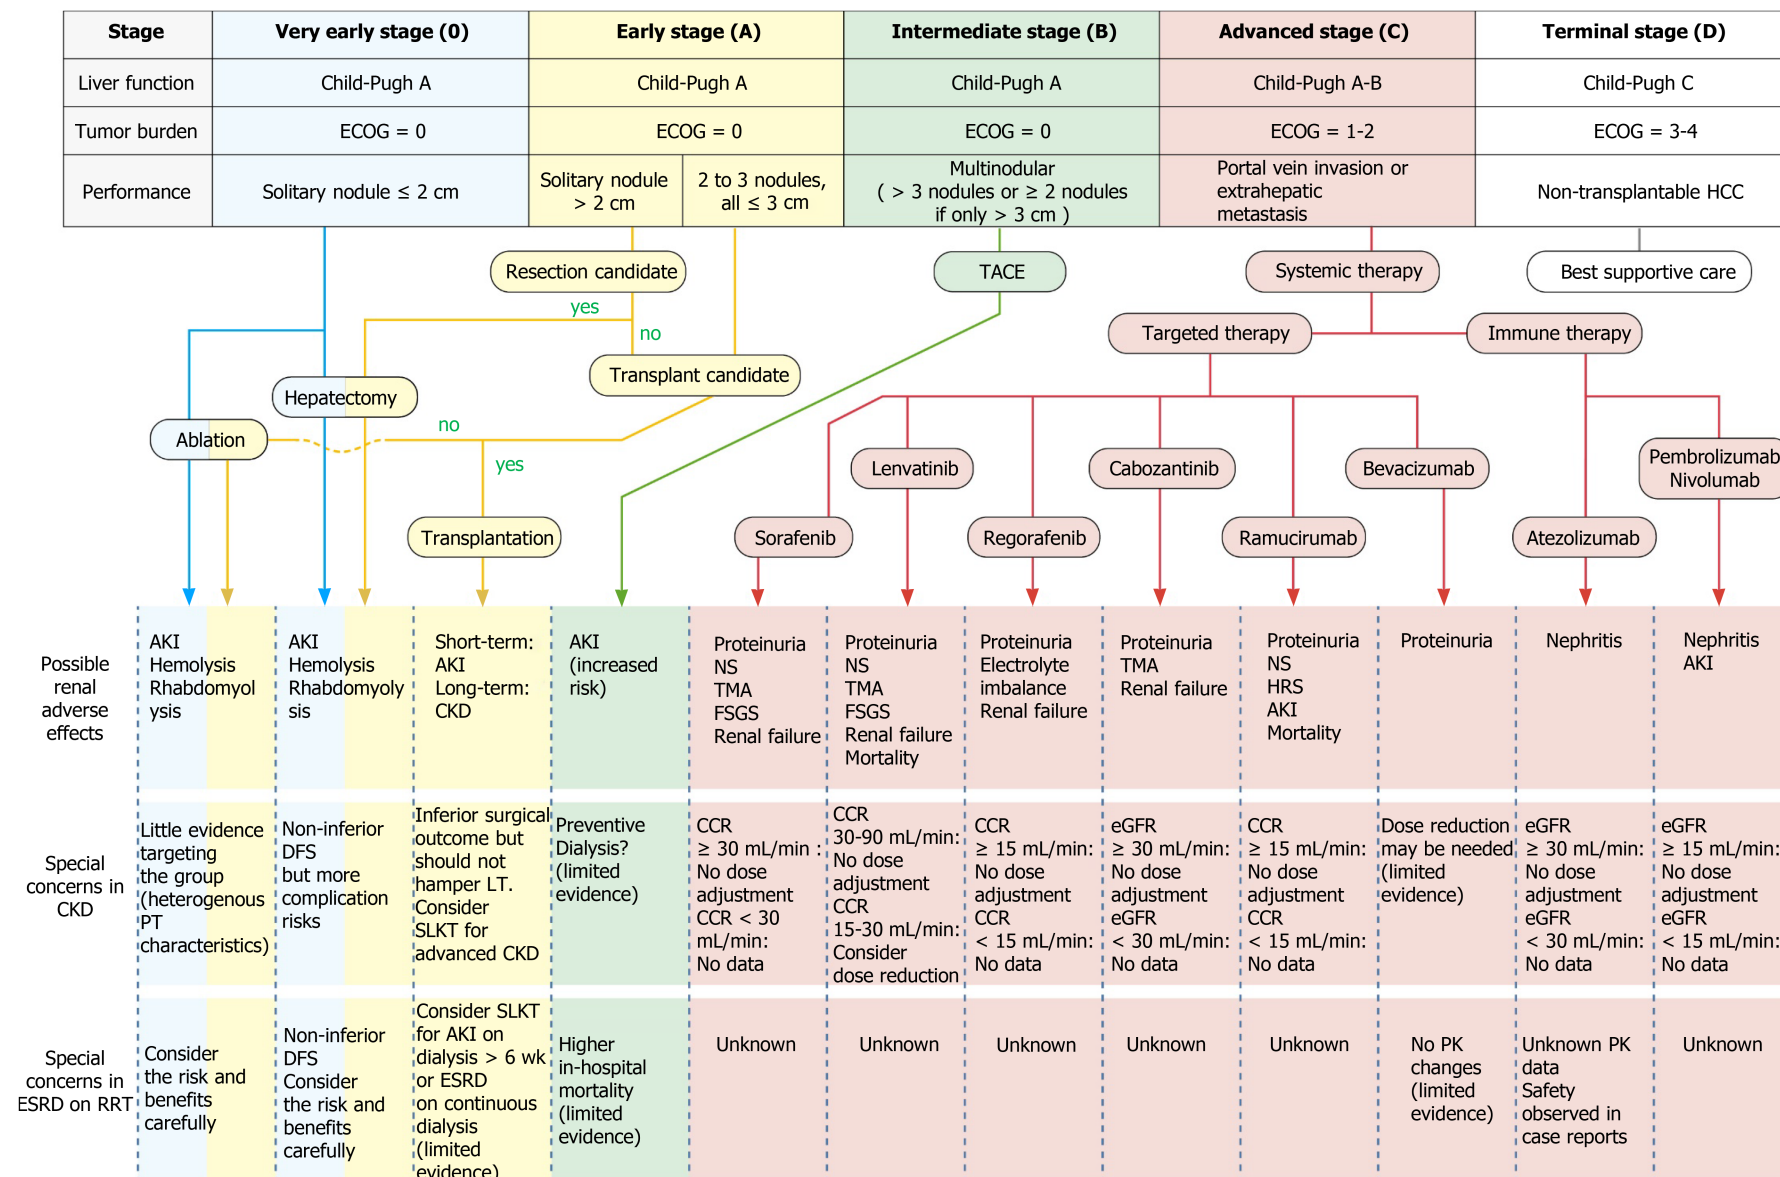 Stage
Very early stage (0)
Early stage (A)
Intermediate stage (B)
Advanced stage (C)
Terminal stage (D)
Liver function
Child-Pugh A
Child-Pugh A
Child-Pugh A
Child-Pugh A-B
Child-Pugh C
Tumor burden
ECOG = 0
ECOG = 0
ECOG = 0
ECOG = 1-2
ECOG = 3-4
Performance
Solitary nodule ≤ 2 cm
Solitary nodule
> 2 cm
2 to 3 nodules,
all ≤ 3 cm
Multinodular
( > 3 nodules or ≥ 2 nodules
if only > 3 cm )
Portal vein invasion or
extrahepatic
metastasis
Non-transplantable HCC
Resection candidate
TACE
Systemic therapy
Best supportive care
yes
no
Targeted therapy
Immune therapy
Transplant candidate
Hepatectomy
Ablation
no
yes
Transplantation
Lenvatinib
Cabozantinib
Bevacizumab
Pembrolizumab
Nivolumab
Sorafenib
Regorafenib
Ramucirumab
Atezolizumab
Possible
renal
adverse
effects
AKI
Hemolysis
Rhabdomyol
ysis
AKI
Hemolysis
Rhabdomyoly
sis
Short-term:
AKI
Long-term:
CKD
AKI
(increased
risk)
Proteinuria
NS
TMA
FSGS
Renal failure
Proteinuria
NS
TMA
FSGS
Renal failure
Mortality
Proteinuria
Electrolyte
imbalance
Renal failure
Proteinuria
TMA
Renal failure
Proteinuria
NS
HRS
AKI
Mortality
Proteinuria
Nephritis
Nephritis
AKI
Special
concerns in
CKD
Little evidence
targeting
the group
(heterogenous
PT
characteristics)
Non-inferior
DFS
but more
complication
risks
Inferior surgical
outcome but
should not
hamper LT.
Consider
SLKT for
advanced CKD
Preventive
Dialysis?
(limited
evidence)
CCR
≥ 30 mL/min :
No dose
adjustment
CCR < 30
mL/min:
No data
CCR
30-90 mL/min:
No dose
adjustment
CCR
15-30 mL/min:
Consider
dose reduction
CCR
≥ 15 mL/min:
No dose
adjustment
CCR
< 15 mL/min:
No data
eGFR
≥ 30 mL/min:
No dose
adjustment
eGFR
< 30 mL/min:
No data
CCR
≥ 15 mL/min:
No dose
adjustment
CCR
< 15 mL/min:
No data
Dose reduction
may be needed
(limited
evidence)
eGFR
≥ 30 mL/min:
No dose
adjustment
eGFR
< 30 mL/min:
No data
eGFR
≥ 15 mL/min:
No dose
adjustment
eGFR
< 15 mL/min:
No data
Special
concerns in
ESRD on RRT
Consider
the risk and
benefits
carefully
Non-inferior
DFS
Consider
the risk and
benefits
carefully
Consider SLKT
for AKI on
dialysis > 6 wk
or ESRD
on continuous
dialysis
(limited
evidence)
Higher
in-hospital
mortality
(limited
evidence)
Unknown
Unknown
Unknown
Unknown
Unknown
No PK
changes
(limited
evidence)
Unknown PK
data
Safety
observed in
case reports
Unknown